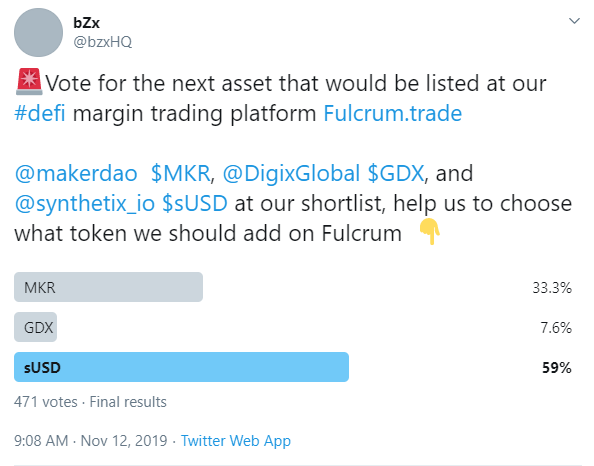 bZx
@bzxHQ
🚨Vote for the next asset that would be listed at our
#defi margin trading platform Fulcrum.trade
@makerdao $MKR, @DigixGlobal $GDX, and
@synthetix_io $sUSD at our shortlist, help us to choose
what token we should add on Fulcrum 👇
MKR 33.3%
GDX 7.6%
sUSD 59%
471 votes · Final results
9:08 AM · Nov 12, 2019 · Twitter Web App